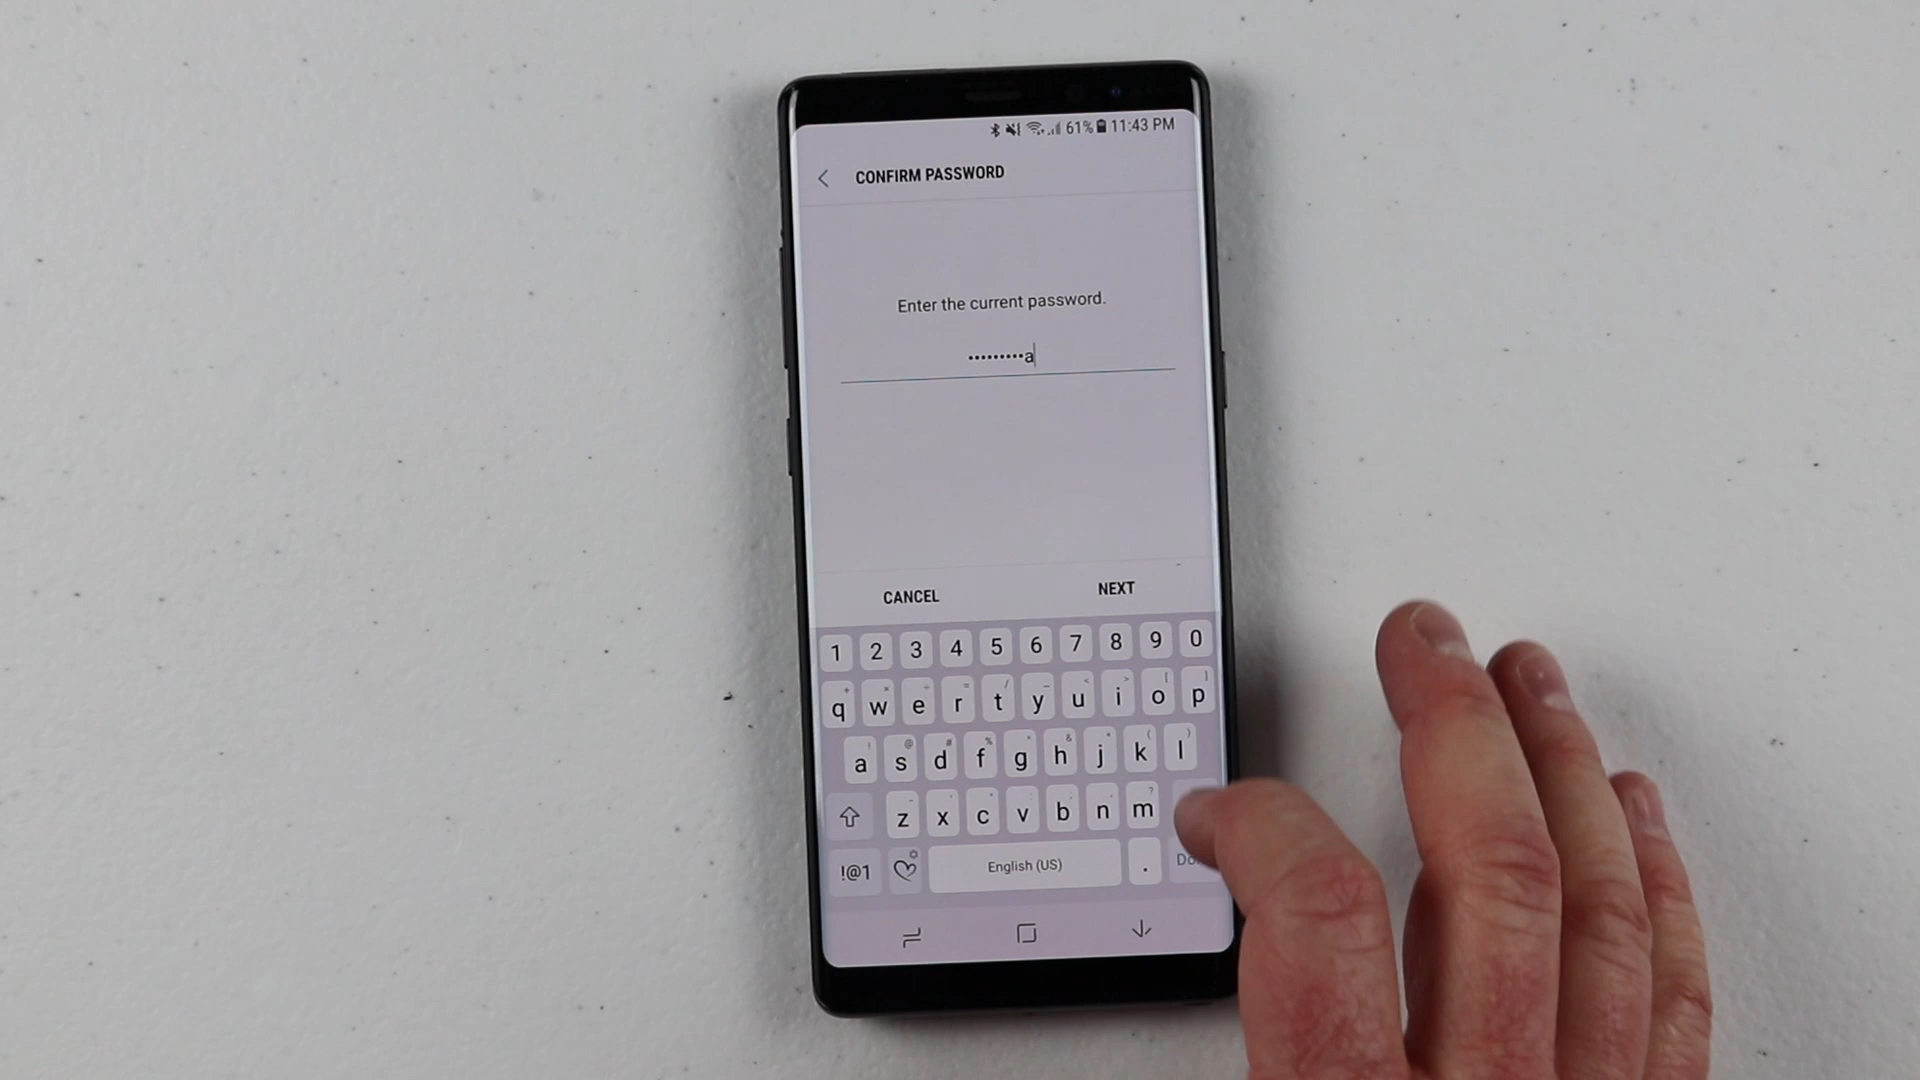 61% 11:43 PM
CONFIRM PASSWORD
Enter the current password.
•••••••••a
CANCEL NEXT
1 2 3 4 5 6 7 8 9 0
q w e r t y u i o p
a s d f g h j k l
z x c v b n m
!@1 English (US) .